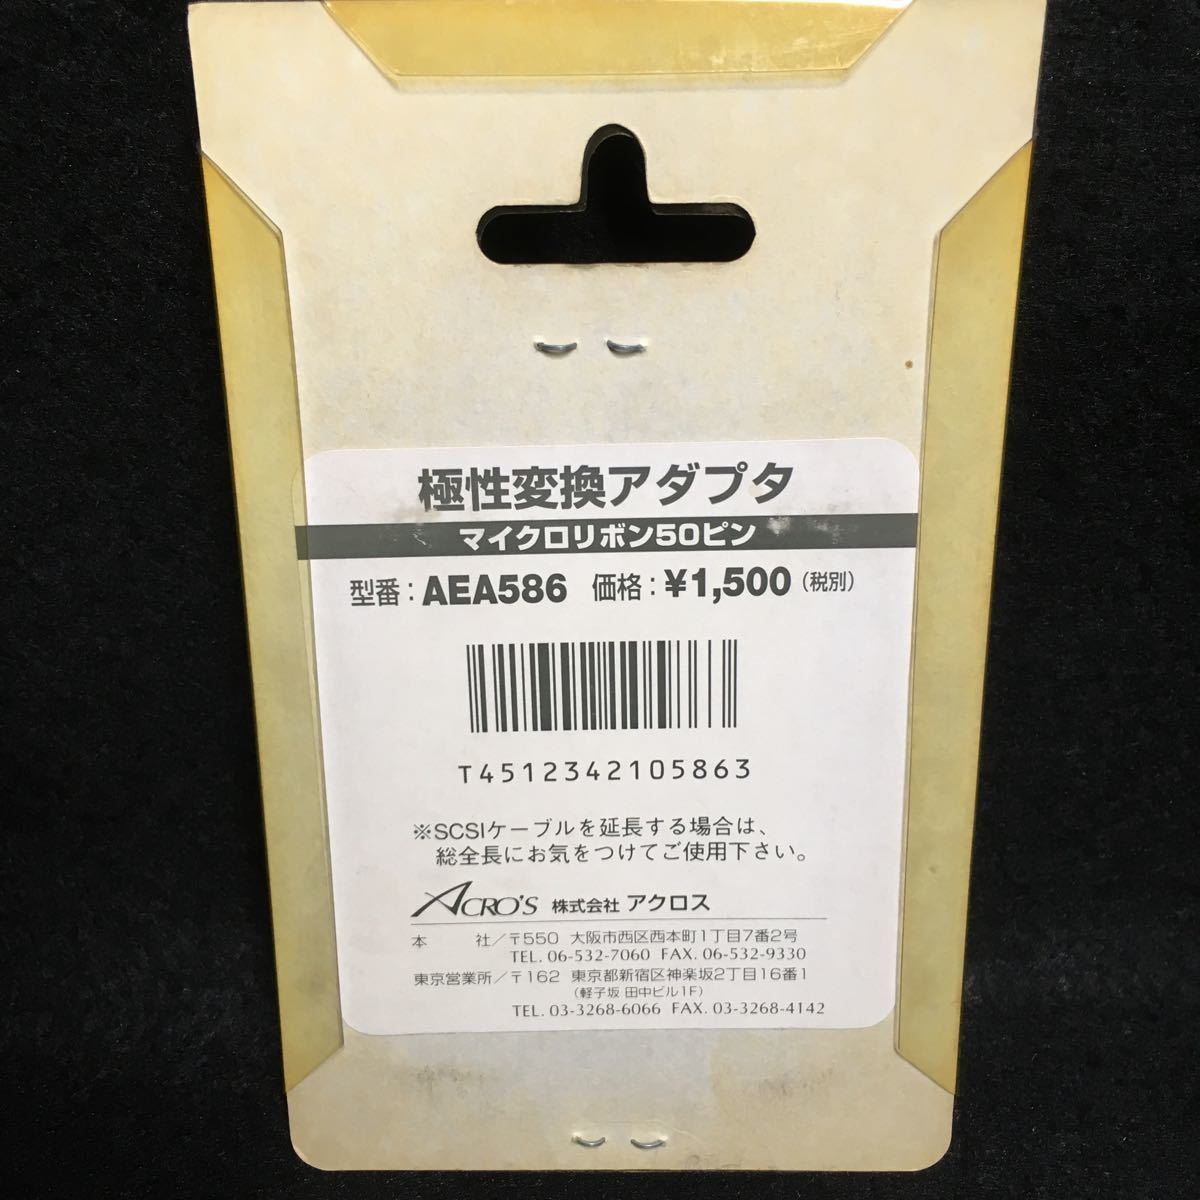 極性変換アダプタ
マイクロリボン50ピン
型番：AEA586 価格：¥1,500（税別）
T4512342105863
※SCSIケーブルを延長する場合は、
総全長にお気をつけてご使用下さい。
ACRO'S 株式会社 アクロス
本 社／〒550 大阪市西区西本町1丁目7番2号
TEL. 06-532-7060 FAX. 06-532-9330
東京営業所／〒162 東京都新宿区神楽坂2丁目16番1
（軽子坂 田中ビル1F）
TEL. 03-3268-6066 FAX. 03-3268-4142